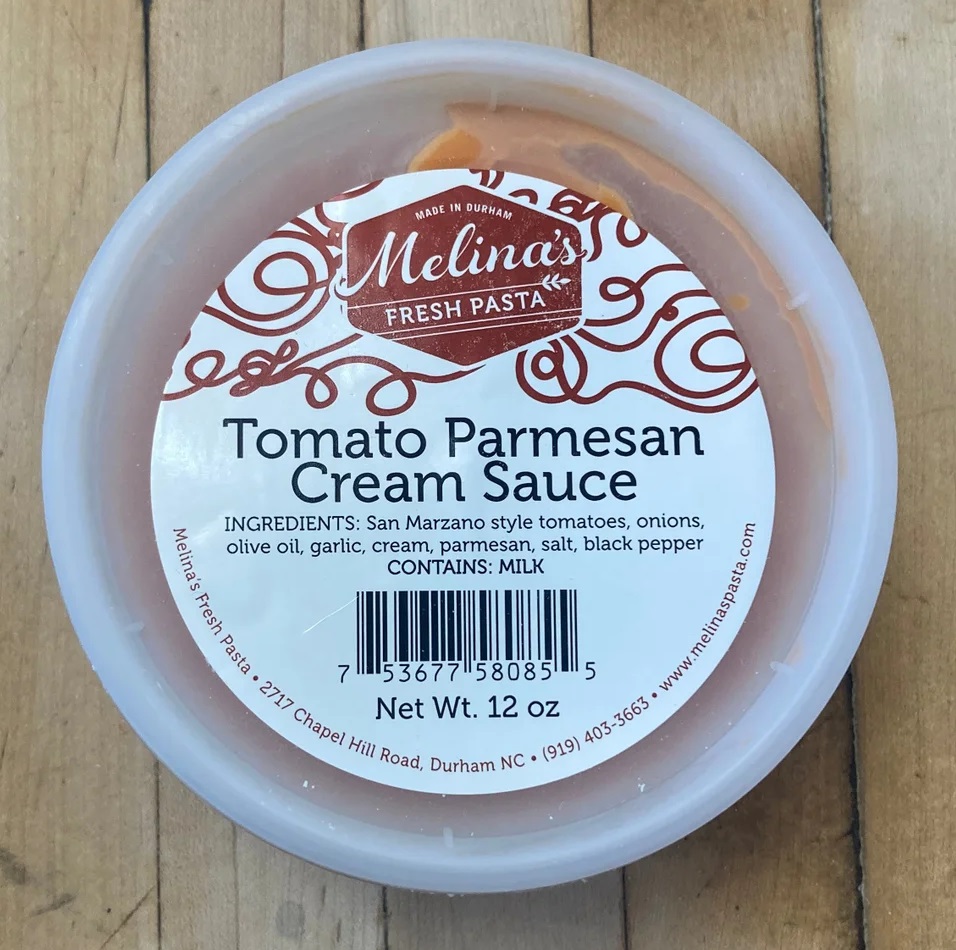 MADE IN DURHAM
Melina's
FRESH PASTA
Tomato Parmesan
Cream Sauce
INGREDIENTS: San Marzano style tomatoes, onions,
olive oil, garlic, cream, parmesan, salt, black pepper
CONTAINS: MILK
7 53677 58085 5
Net Wt. 12 oz
Melina's Fresh Pasta • 2717 Chapel Hill Road, Durham NC • (919) 403-3663 • www.melinaspasta.com